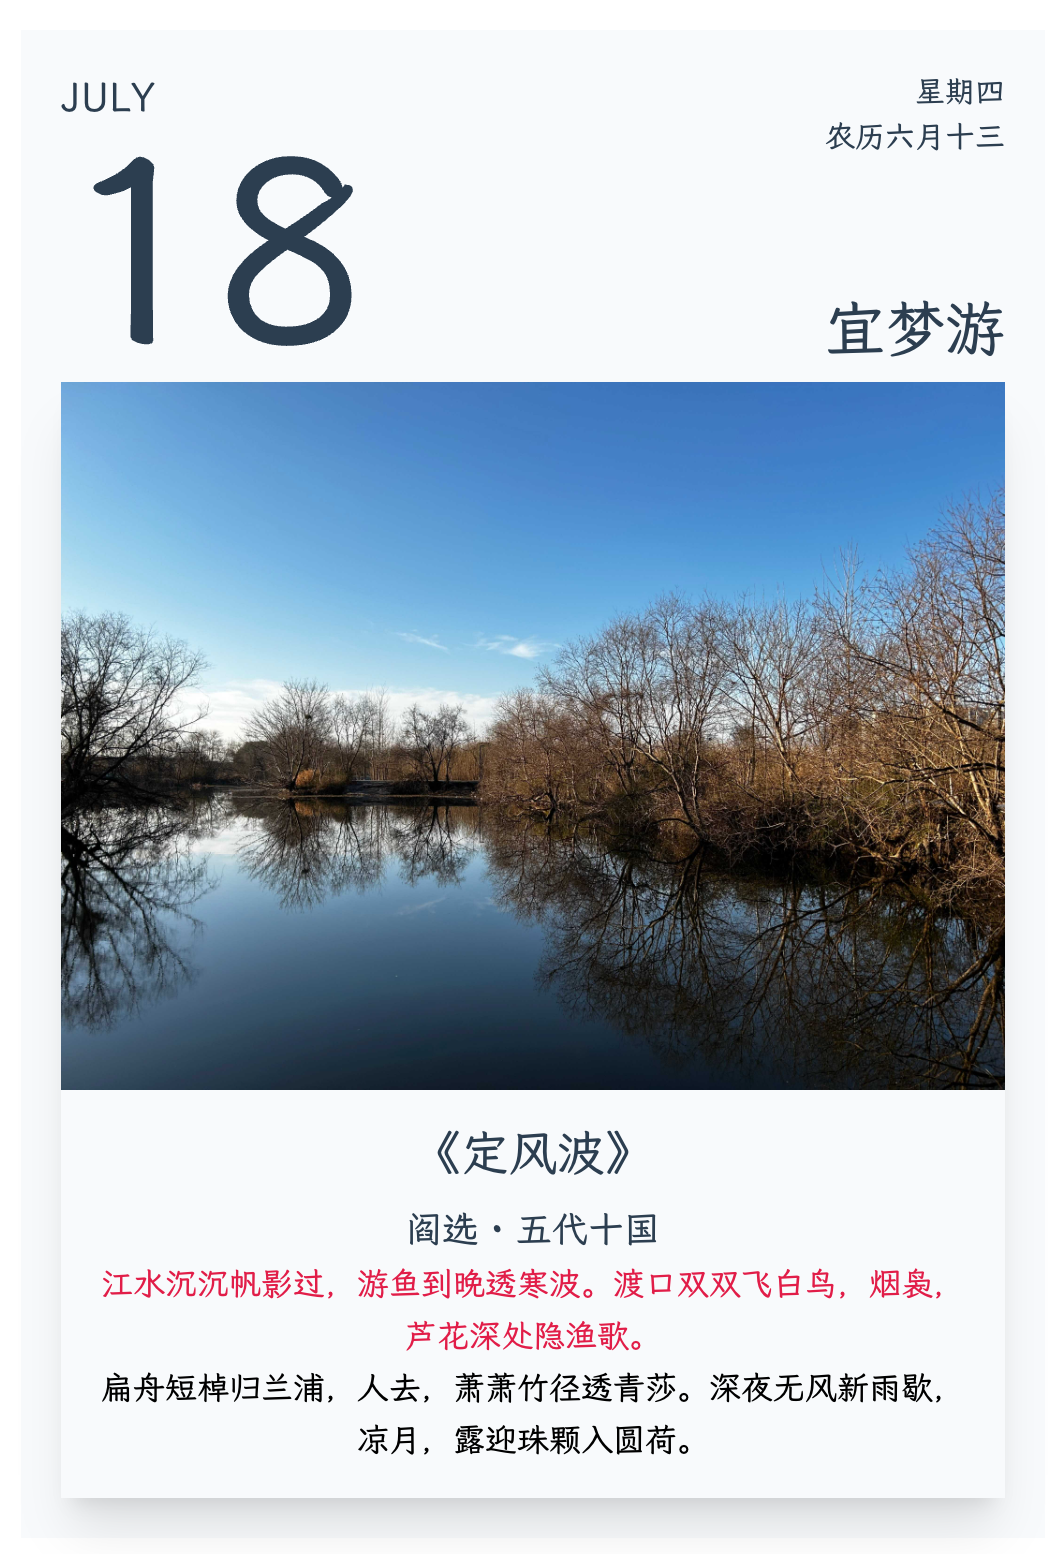 JULY
18
星期四
农历六月十三
宜梦游
《定风波》
阎选·五代十国
江水沉沉帆影过，游鱼到晚透寒波。渡口双双飞白鸟，烟袅，
芦花深处隐渔歌。
扁舟短棹归兰浦，人去，萧萧竹径透青莎。深夜无风新雨歇，
凉月，露迎珠颗入圆荷。